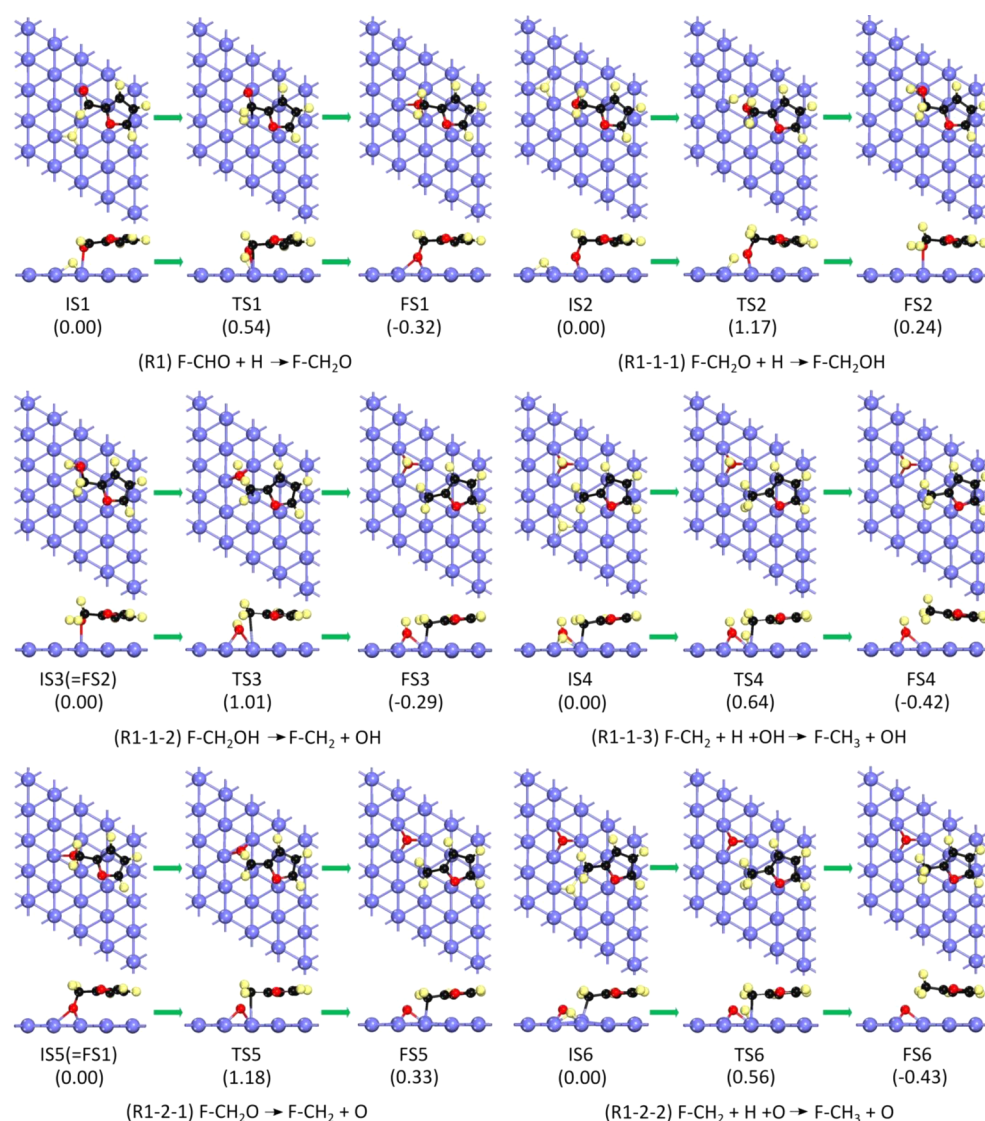 IS1 TS1 FS1 IS2 TS2 FS2
(0.00) (0.54) (-0.32) (0.00) (1.17) (0.24)
(R1) F-CHO + H → F-CH₂O (R1-1-1) F-CH₂O + H → F-CH₂OH
IS3(=FS2) TS3 FS3 IS4 TS4 FS4
(0.00) (1.01) (-0.29) (0.00) (0.64) (-0.42)
(R1-1-2) F-CH₂OH → F-CH₂ + OH (R1-1-3) F-CH₂ + H +OH → F-CH₃ + OH
IS5(=FS1) TS5 FS5 IS6 TS6 FS6
(0.00) (1.18) (0.33) (0.00) (0.56) (-0.43)
(R1-2-1) F-CH₂O → F-CH₂ + O (R1-2-2) F-CH₂ + H +O → F-CH₃ + O